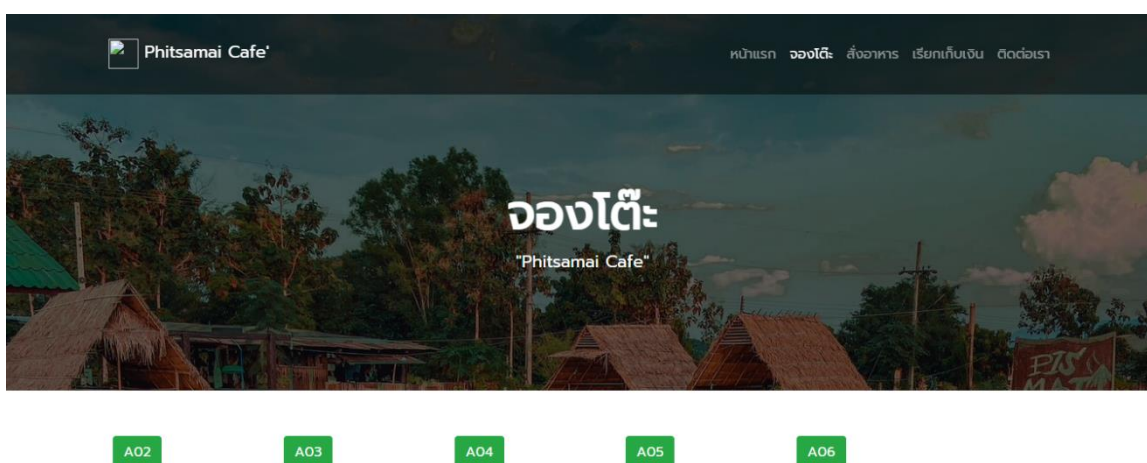 Phitsamai Cafe'
หน้าแรก จองโต๊ะ สั่งอาหาร เรียกเก็บเงิน ติดต่อเรา
จองโต๊ะ
"Phitsamai Cafe"
PIS
MAI
A02 A03 A04 A05 A06